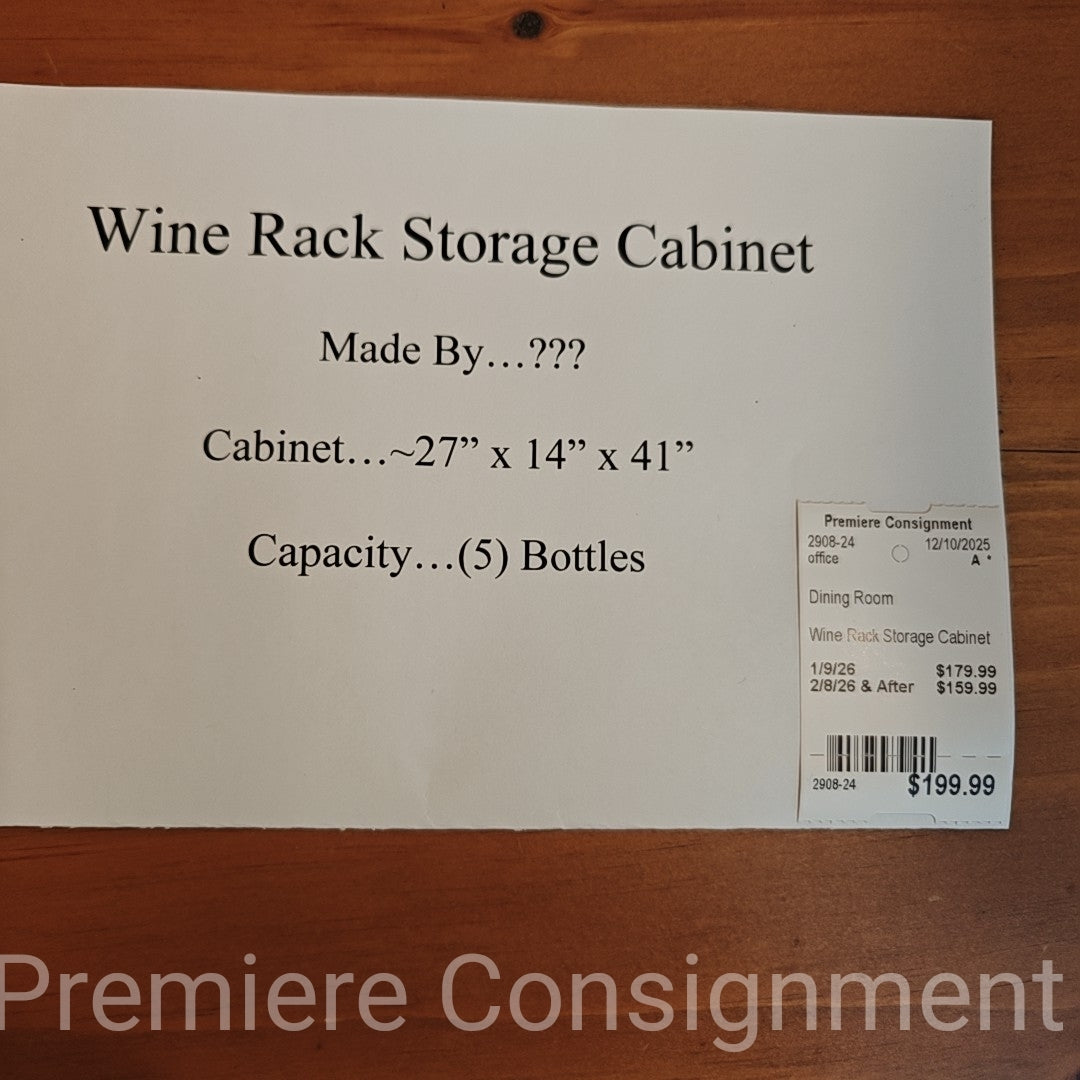 Wine Rack Storage Cabinet
Made By…???
Cabinet…~27” x 14” x 41”
Capacity…(5) Bottles
Premiere Consignment
2908-24 12/10/2025
office A *
Dining Room
Wine Rack Storage Cabinet
1/9/26 $179.99
2/8/26 & After $159.99
2908-24 $199.99
Premiere Consignment